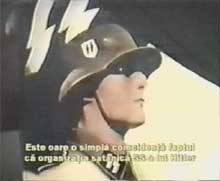 Este oare o simplă coincidență faptul
că organizația satanică SS a lui Hitler